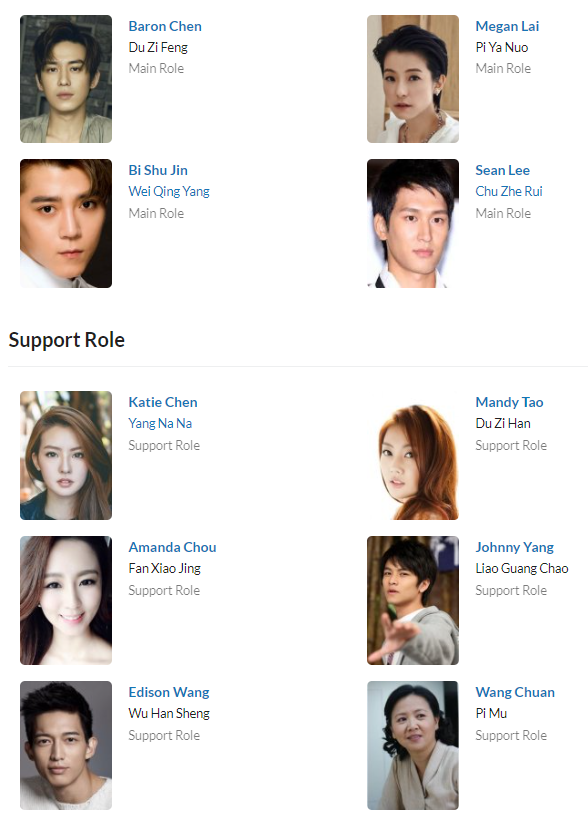 Baron Chen
Du Zi Feng
Main Role
Megan Lai
Pi Ya Nuo
Main Role
Bi Shu Jin
Wei Qing Yang
Main Role
Sean Lee
Chu Zhe Rui
Main Role
Support Role
Katie Chen
Yang Na Na
Support Role
Mandy Tao
Du Zi Han
Support Role
Amanda Chou
Fan Xiao Jing
Support Role
Johnny Yang
Liao Guang Chao
Support Role
Edison Wang
Wu Han Sheng
Support Role
Wang Chuan
Pi Mu
Support Role